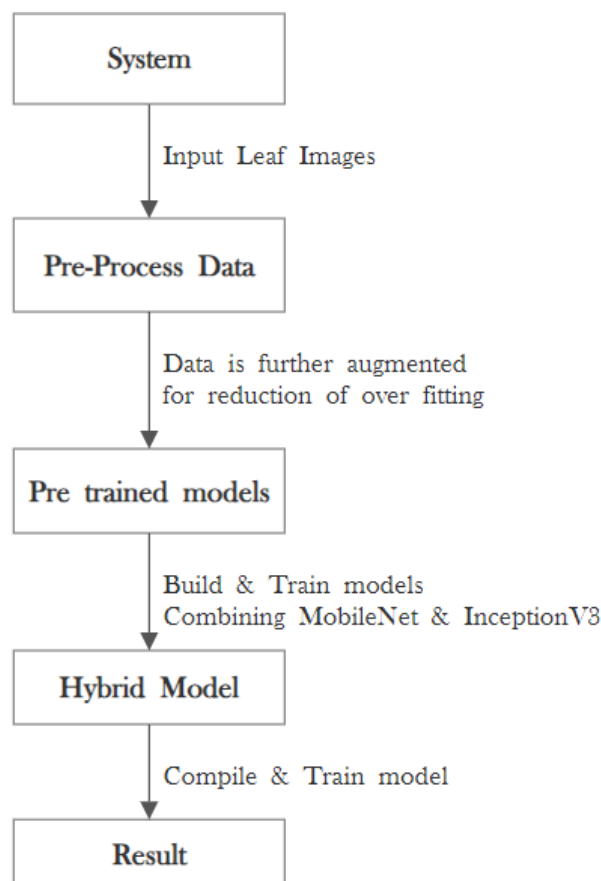 System
Input Leaf Images
Pre-Process Data
Data is further augmented
for reduction of over fitting
Pre trained models
Build & Train models
Combining MobileNet & InceptionV3
Hybrid Model
Compile & Train model
Result